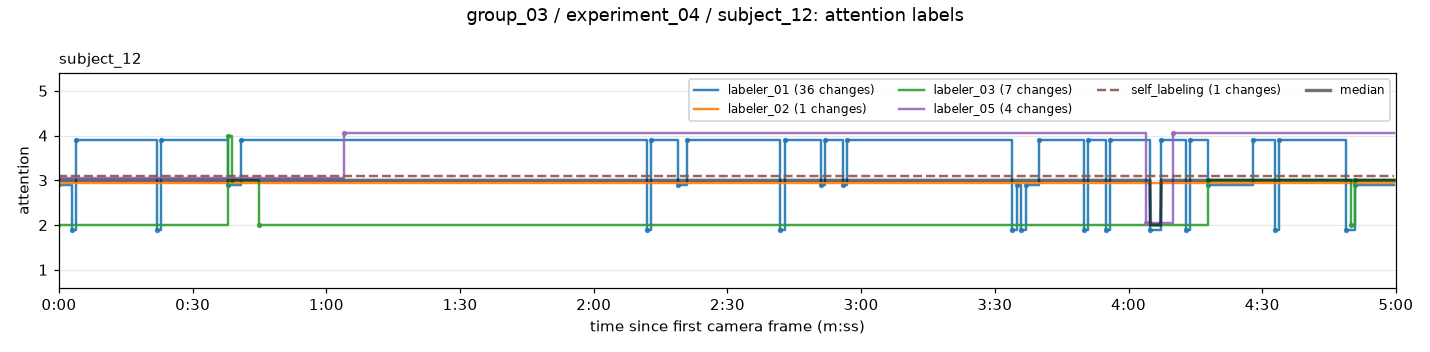 group_03 / experiment_04 / subject_12: attention labels
subject_12
labeler_01 (36 changes)
labeler_02 (1 changes)
labeler_03 (7 changes)
labeler_05 (4 changes)
self_labeling (1 changes)
median
attention
5
4
3
2
1
0:00 0:30 1:00 1:30 2:00 2:30 3:00 3:30 4:00 4:30 5:00
time since first camera frame (m:ss)